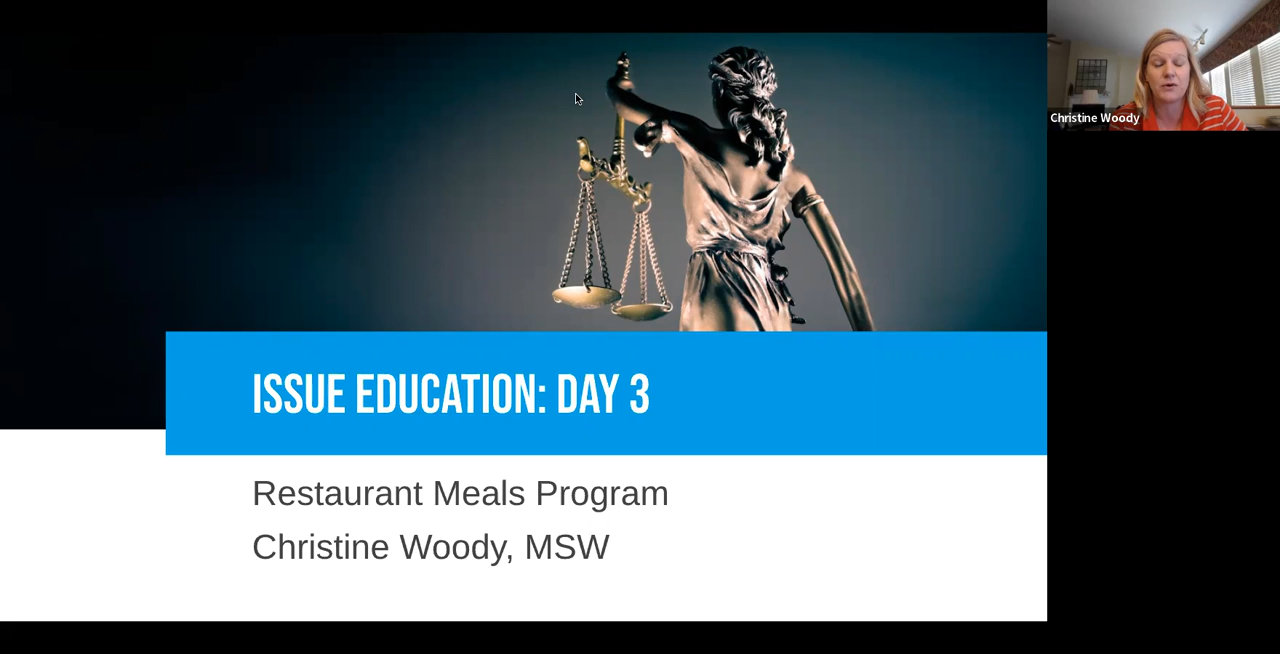 Christine Woody
ISSUE EDUCATION: DAY 3
Restaurant Meals Program
Christine Woody, MSW